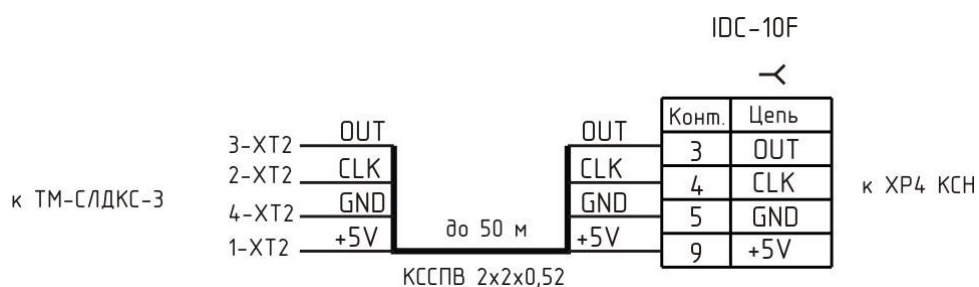 IDC-10F
Конт. Цепь
3-XT2 OUT OUT 3 OUT
2-XT2 CLK CLK 4 CLK
к ТМ-СЛДКС-3 к XP4 КСН
4-XT2 GND GND 5 GND
1-XT2 +5V до 50 м +5V 9 +5V
КССПВ 2х2х0,52